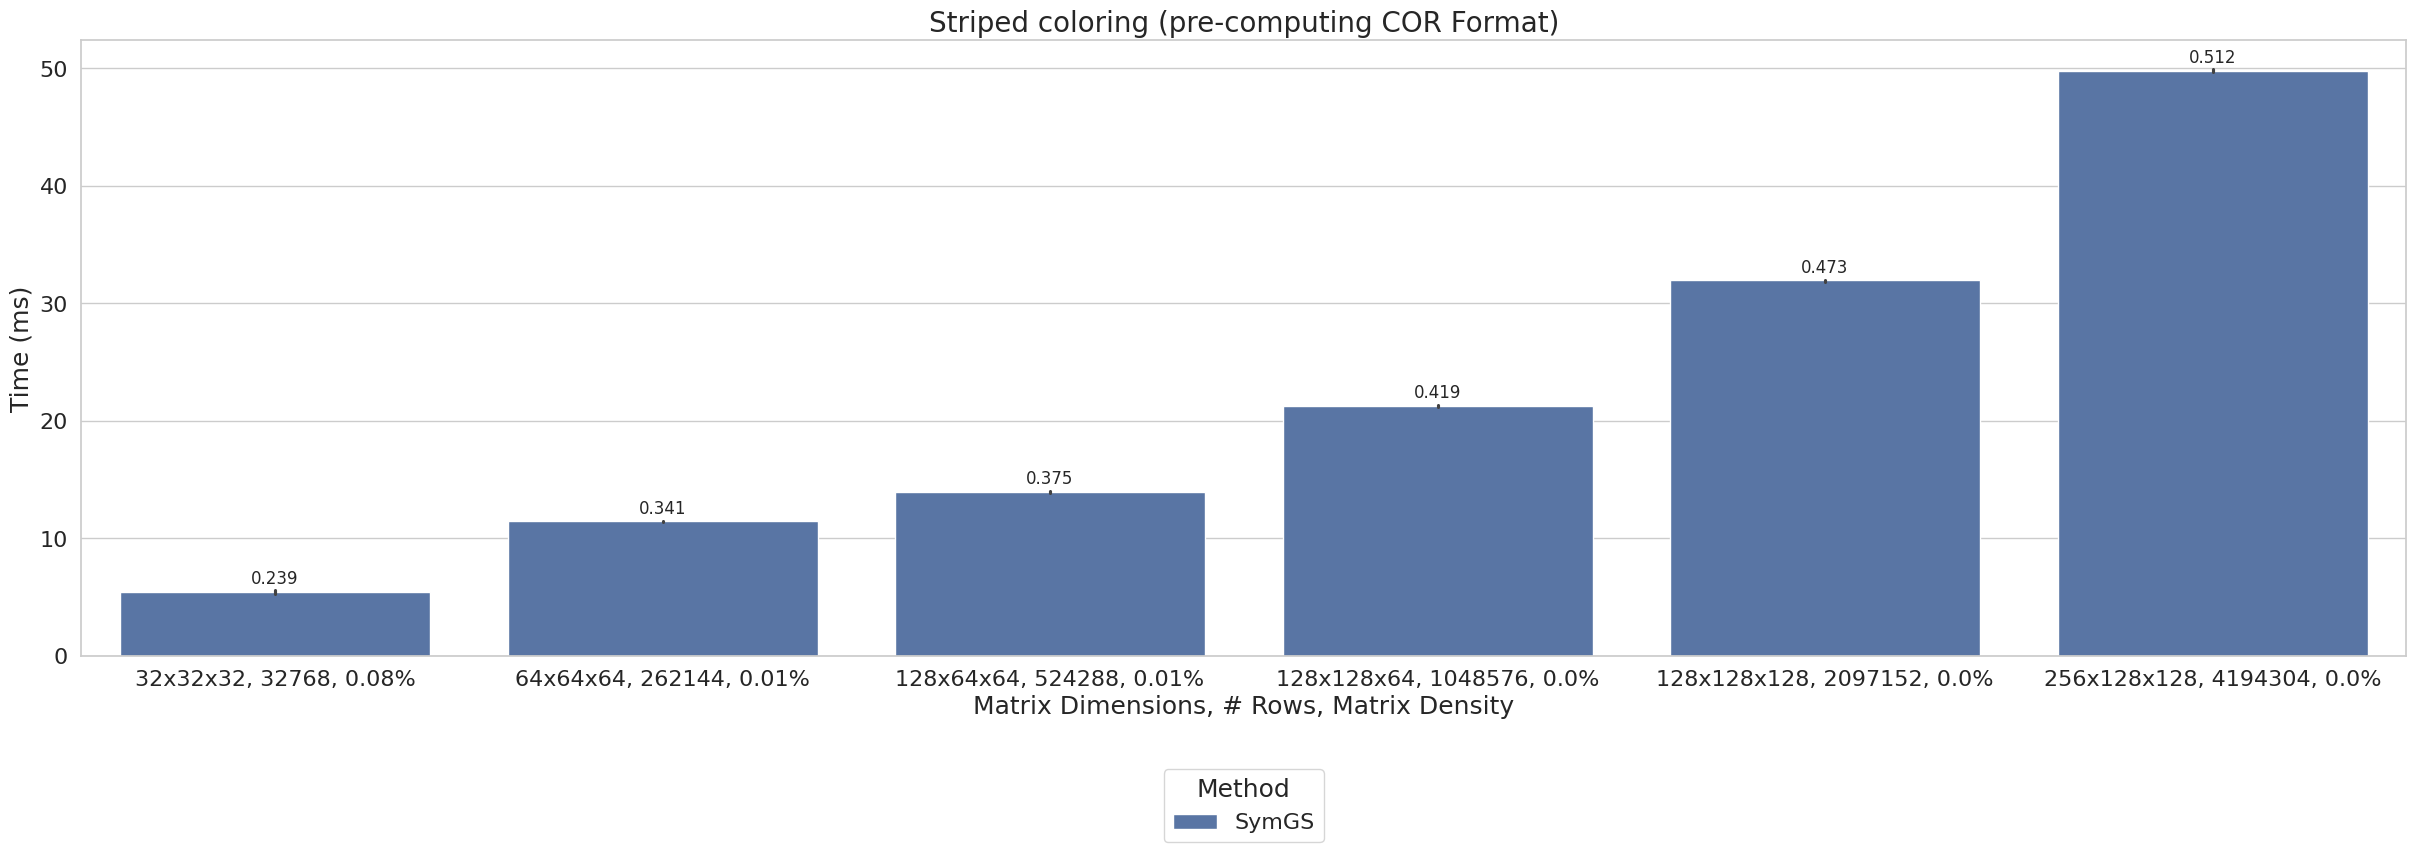 Striped coloring (pre-computing COR Format)
50
40
30
20
10
0
Time (ms)
0.239
0.341
0.375
0.419
0.473
0.512
32x32x32, 32768, 0.08%
64x64x64, 262144, 0.01%
128x64x64, 524288, 0.01%
128x128x64, 1048576, 0.0%
128x128x128, 2097152, 0.0%
256x128x128, 4194304, 0.0%
Matrix Dimensions, # Rows, Matrix Density
Method
SymGS